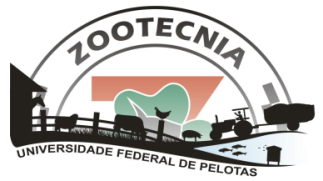 ZOOTECNIA
UNIVERSIDADE FEDERAL DE PELOTAS